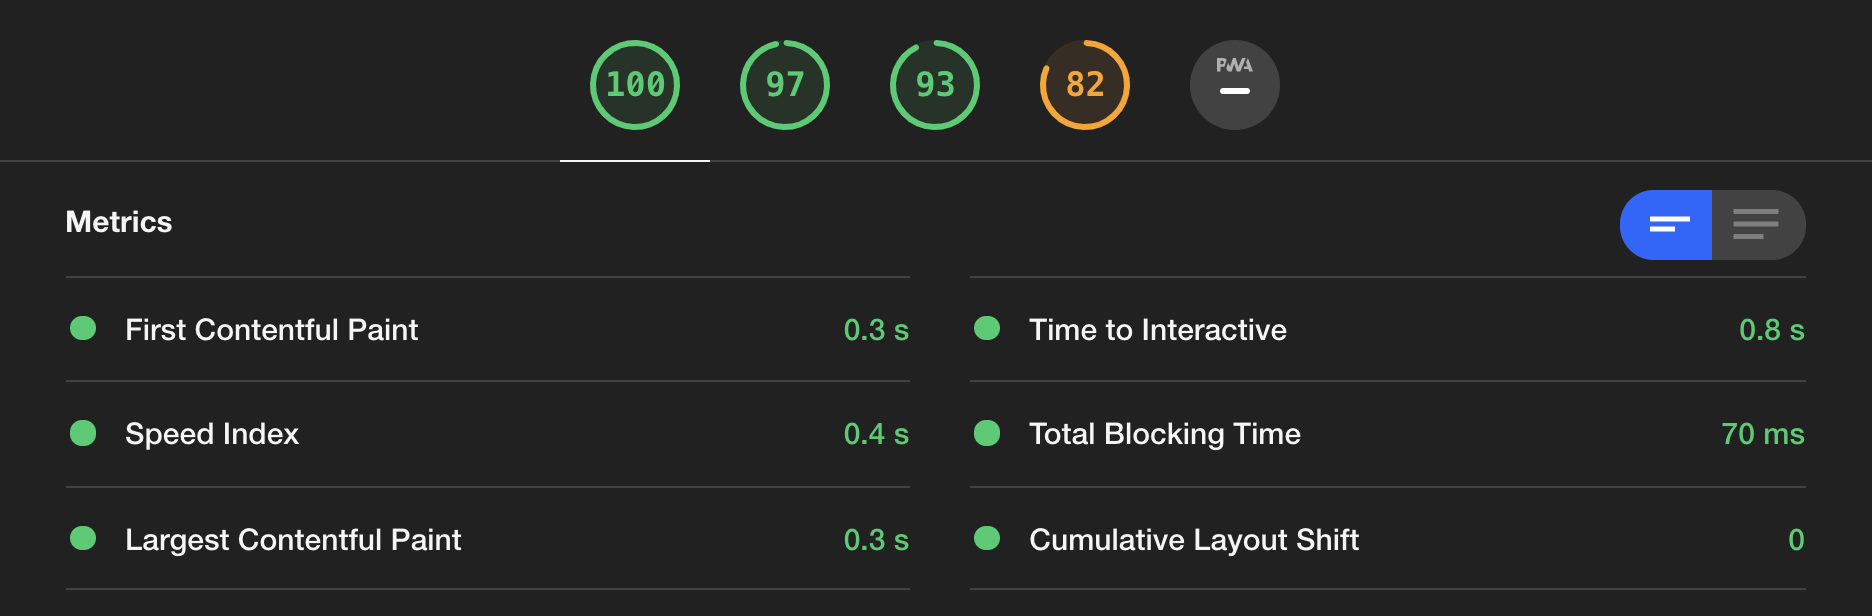 100 97 93 82 PWA
Metrics
First Contentful Paint 0.3 s
Time to Interactive 0.8 s
Speed Index 0.4 s
Total Blocking Time 70 ms
Largest Contentful Paint 0.3 s
Cumulative Layout Shift 0